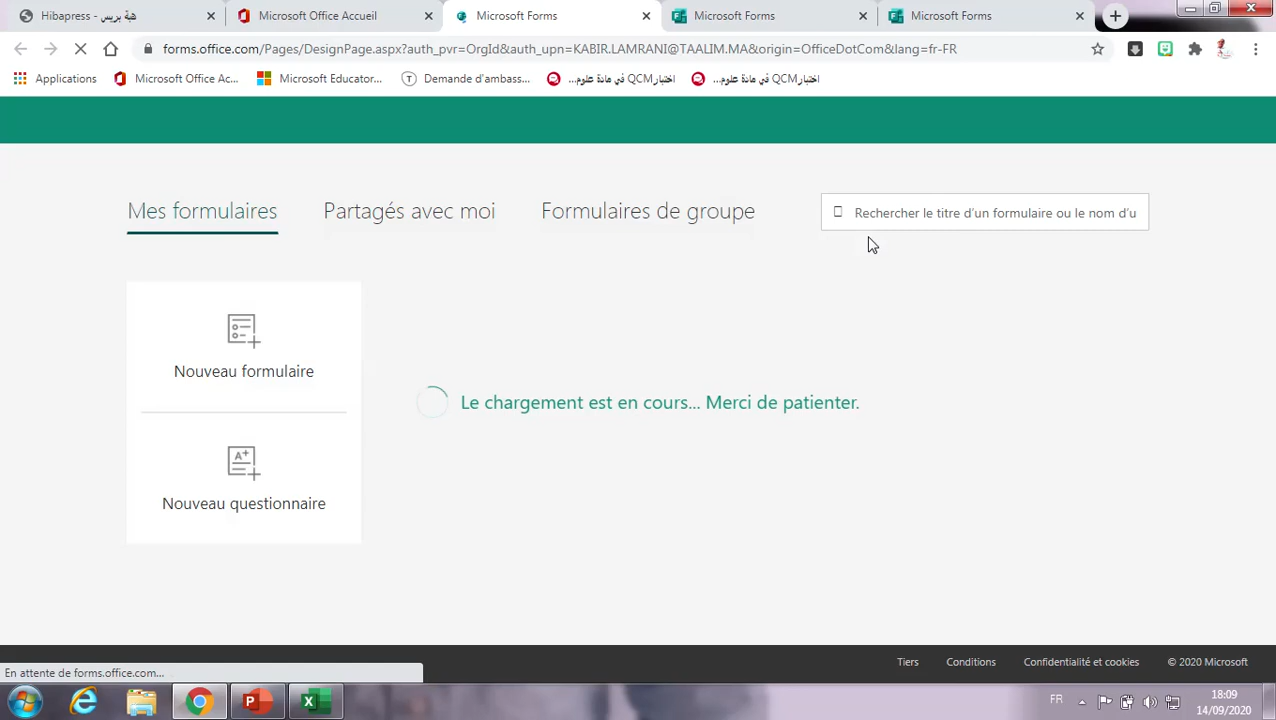 هبة بريس - Hibapress
Microsoft Office Accueil
Microsoft Forms
Microsoft Forms
Microsoft Forms
forms.office.com/Pages/DesignPage.aspx?auth_pvr=OrgId&auth_upn=KABIR.LAMRANI@TAALIM.MA&origin=OfficeDotCom&lang=fr-FR
Applications
Microsoft Office Ac...
Microsoft Educator...
Demande d'ambass...
اختبارQCM في مادة علوم...
اختبارQCM في مادة علوم...
Mes formulaires
Partagés avec moi
Formulaires de groupe
Rechercher le titre d'un formulaire ou le nom d'u
Nouveau formulaire
Le chargement est en cours... Merci de patienter.
A+
Nouveau questionnaire
Tiers
Conditions
Confidentialité et cookies
© 2020 Microsoft
En attente de forms.office.com...
FR
18:09
14/09/2020